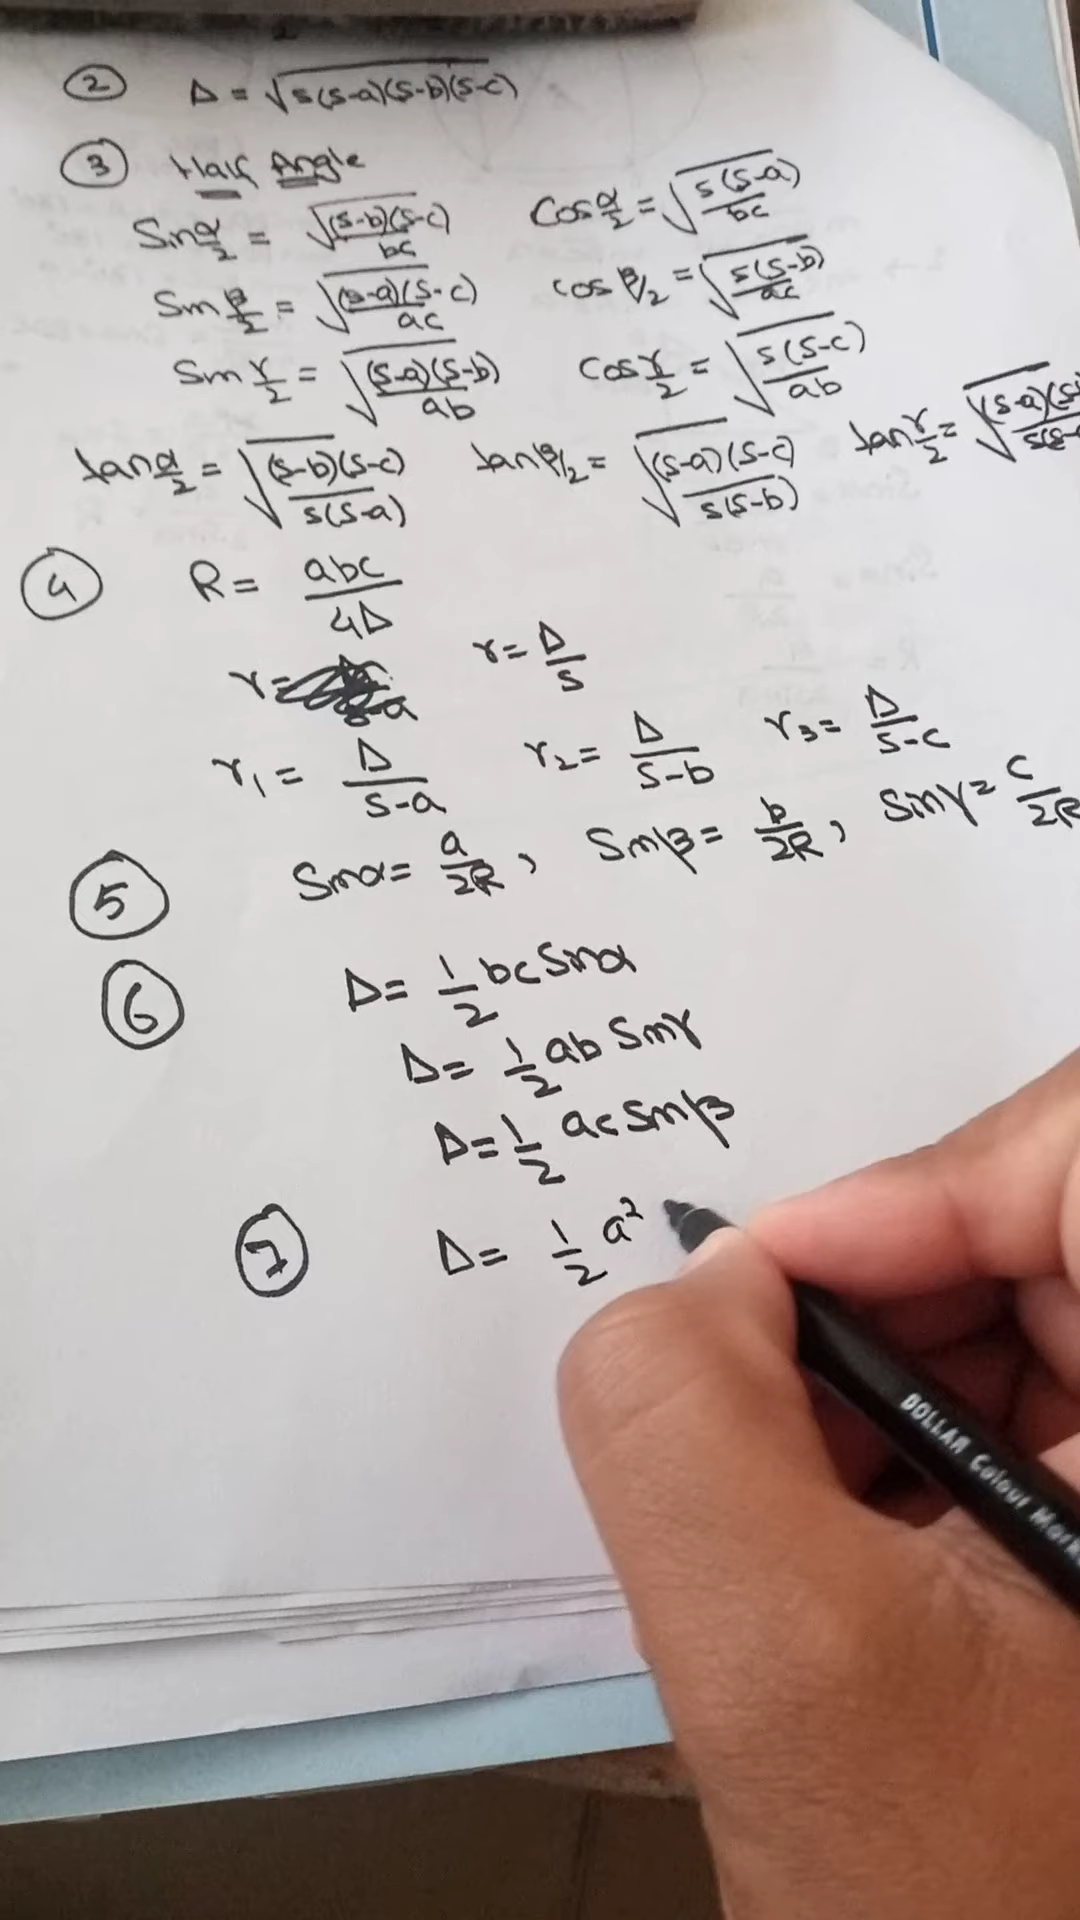 ② Δ = √s(s-a)(s-b)(s-c)
③ Half Angle
Sin α/2 = √(s-b)(s-c)/bc   Cos α/2 = √s(s-a)/bc
Sin β/2 = √(s-a)(s-c)/ac   cos β/2 = √s(s-b)/ac
Sin γ/2 = √(s-a)(s-b)/ab   Cos γ/2 = √s(s-c)/ab
tan α/2 = √(s-b)(s-c)/s(s-a)   tan β/2 = √(s-a)(s-c)/s(s-b)   tan γ/2 = √(s-a)(s-
④ R = abc/4Δ
r =   r = Δ/s
r₁ = Δ/s-a   r₂ = Δ/s-b   r₃ = Δ/s-c
⑤ Sin α = a/2R, Sin β = b/2R, Sin γ = c/2R
⑥ Δ = 1/2 bc Sin α
Δ = 1/2 ab Sin γ
Δ = 1/2 ac Sin β
⑦ Δ = 1/2 a²
DOLLAR Colour Mark